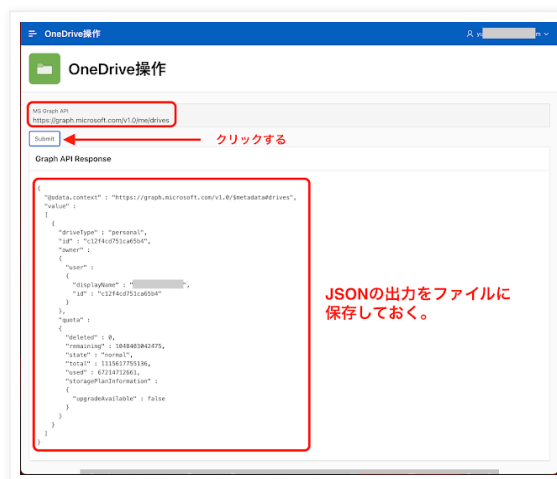 OneDrive操作
OneDrive操作
MS Graph API
https://graph.microsoft.com/v1.0/me/drives
Submit
クリックする
Graph API Response
{
"@odata.context" : "https://graph.microsoft.com/v1.0/$metadata#drives",
"value" :
[
{
"driveType" : "personal",
"id" : "c12f4cd751ca65b4",
"owner" :
{
"user" :
{
"displayName" : "",
"id" : "c12f4cd751ca65b4"
}
},
"quota" :
{
"deleted" : 0,
"remaining" : 1048403042475,
"state" : "normal",
"total" : 1115617755136,
"used" : 67214712661,
"storagePlanInformation" :
{
"upgradeAvailable" : false
}
}
}
]
}
JSONの出力をファイルに
保存しておく。